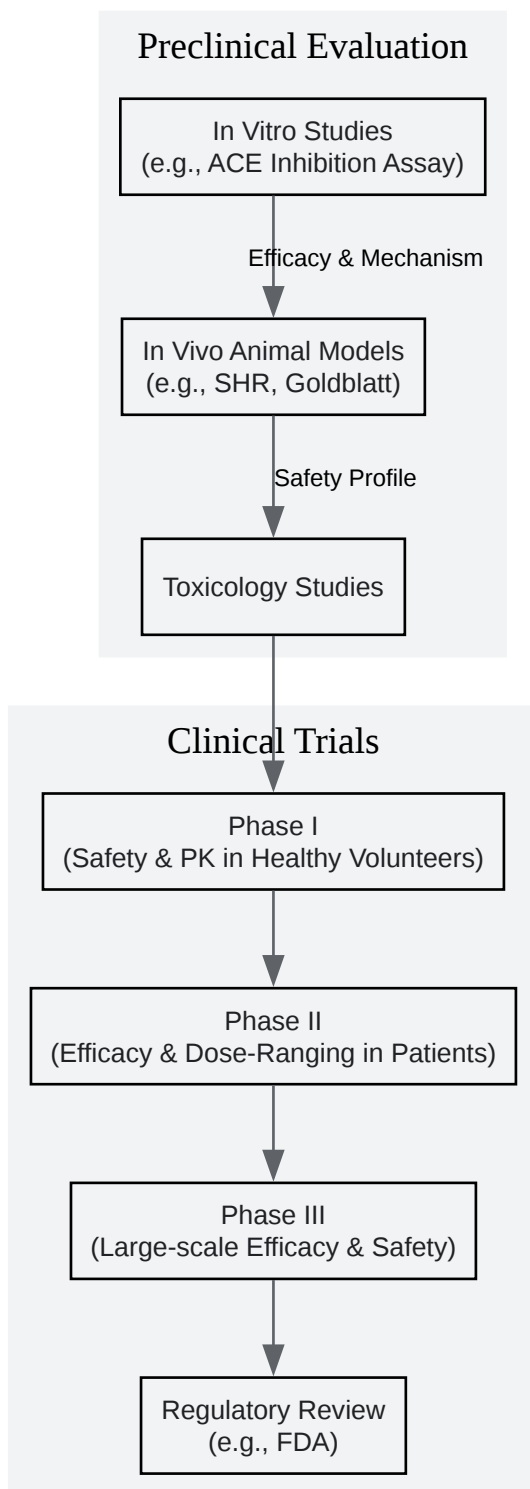 Preclinical Evaluation
In Vitro Studies
(e.g., ACE Inhibition Assay)
Efficacy & Mechanism
In Vivo Animal Models
(e.g., SHR, Goldblatt)
Safety Profile
Toxicology Studies
Clinical Trials
Phase I
(Safety & PK in Healthy Volunteers)
Phase II
(Efficacy & Dose-Ranging in Patients)
Phase III
(Large-scale Efficacy & Safety)
Regulatory Review
(e.g., FDA)